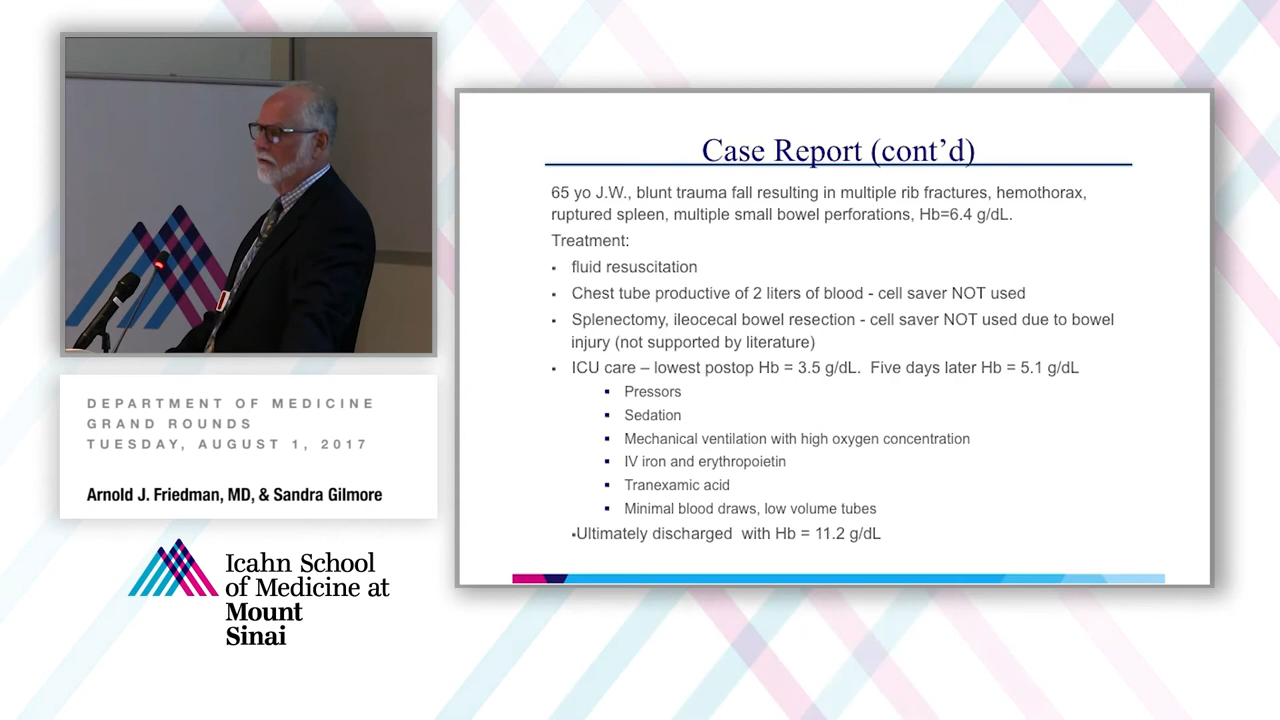 Case Report (cont’d)
65 yo J.W., blunt trauma fall resulting in multiple rib fractures, hemothorax,
ruptured spleen, multiple small bowel perforations, Hb=6.4 g/dL.
Treatment:
▪ fluid resuscitation
▪ Chest tube productive of 2 liters of blood - cell saver NOT used
▪ Splenectomy, ileocecal bowel resection - cell saver NOT used due to bowel
injury (not supported by literature)
▪ ICU care – lowest postop Hb = 3.5 g/dL.  Five days later Hb = 5.1 g/dL
▪ Pressors
▪ Sedation
▪ Mechanical ventilation with high oxygen concentration
▪ IV iron and erythropoietin
▪ Tranexamic acid
▪ Minimal blood draws, low volume tubes
▪Ultimately discharged  with Hb = 11.2 g/dL
DEPARTMENT OF MEDICINE
GRAND ROUNDS
TUESDAY, AUGUST 1, 2017
Arnold J. Friedman, MD, & Sandra Gilmore
Icahn School
of Medicine at
Mount
Sinai